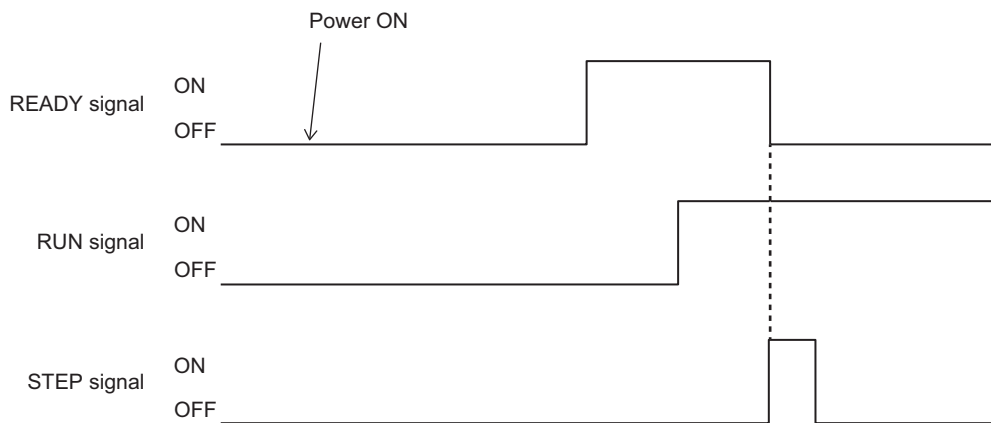 Power ON
READY signal
ON
OFF
RUN signal
ON
OFF
STEP signal
ON
OFF